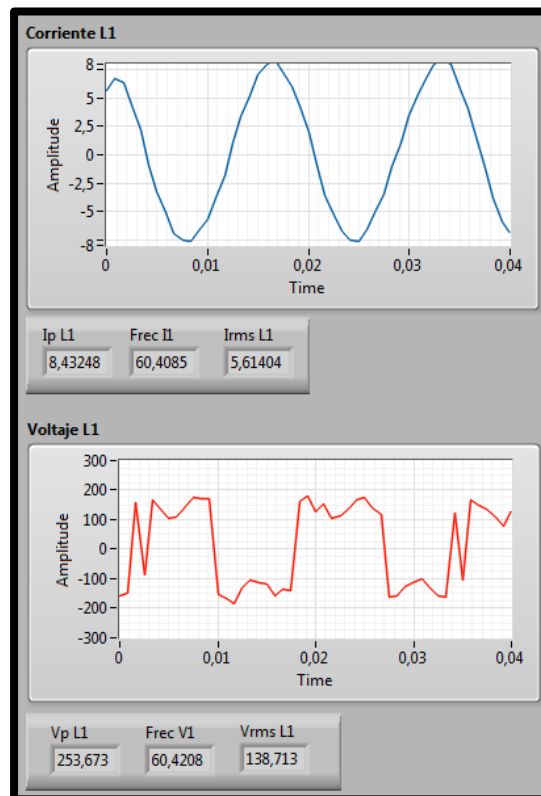 Corriente L1
8
5
2,5
0
-2,5
-5
-8
Amplitude
0 0,01 0,02 0,03 0,04
Time
Ip L1 Frec I1 Irms L1
8,43248 60,4085 5,61404
Voltaje L1
300
200
100
0
-100
-200
-300
Amplitude
0 0,01 0,02 0,03 0,04
Time
Vp L1 Frec V1 Vrms L1
253,673 60,4208 138,713